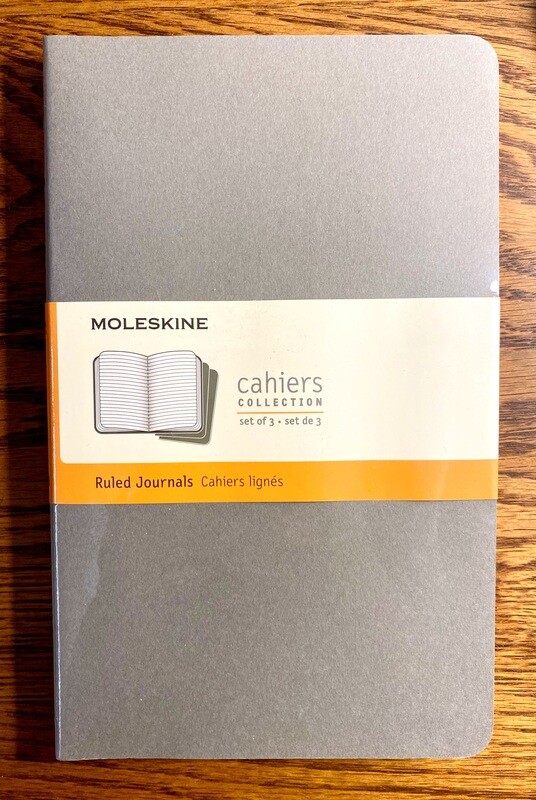 MOLESKINE
cahiers
COLLECTION
set of 3 • set de 3
Ruled Journals Cahiers lignés